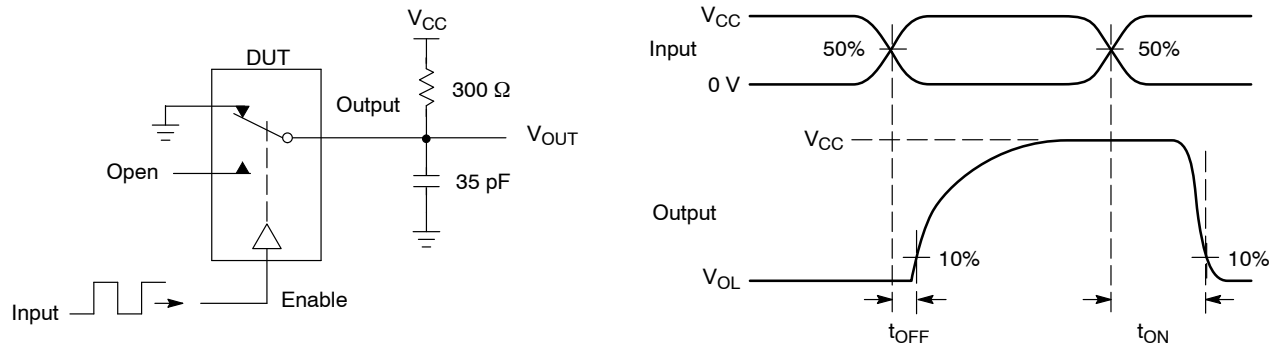 V_CC
DUT
Output
300 Ω
V_OUT
Open
35 pF
Enable
Input
V_CC
Input
50%
50%
0 V
V_CC
Output
10%
10%
V_OL
t_OFF
t_ON